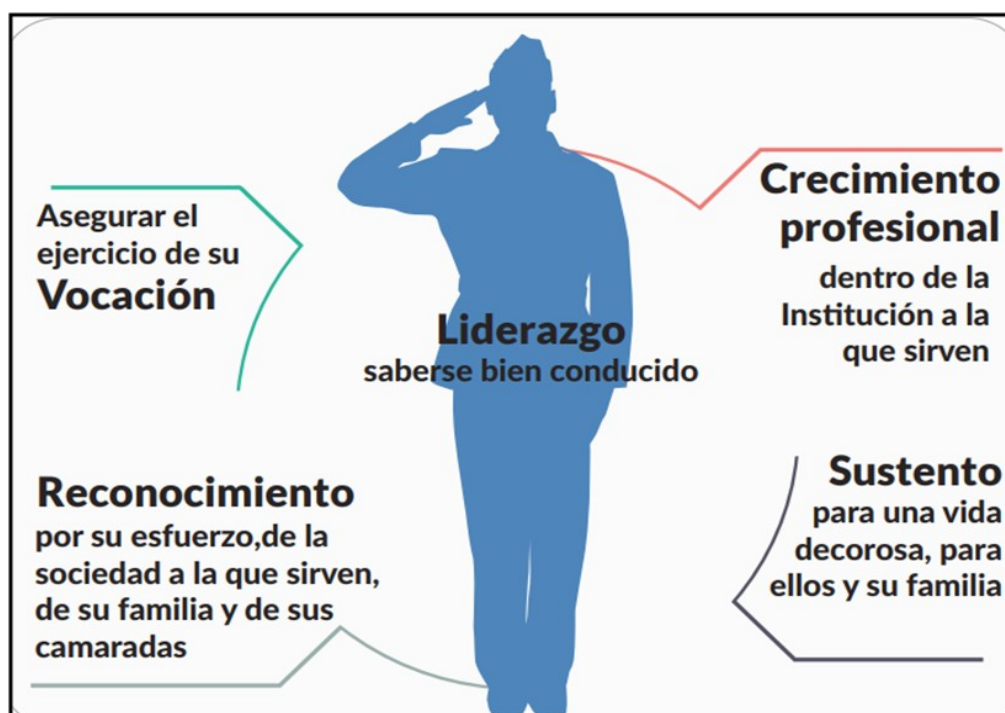 Asegurar el
ejercicio de su
Vocación
Crecimiento
profesional
dentro de la
Institución a la
que sirven
Liderazgo
saberse bien conducido
Reconocimiento
por su esfuerzo,de la
sociedad a la que sirven,
de su familia y de sus
camaradas
Sustento
para una vida
decorosa, para
ellos y su familia